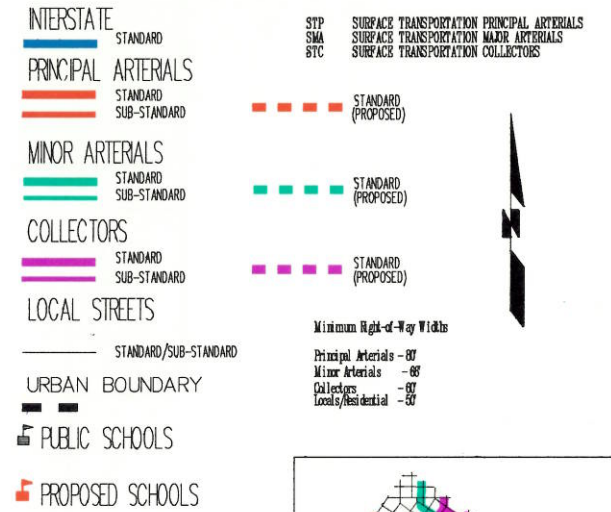 INTERSTATE
STANDARD
PRINCIPAL ARTERIALS
STANDARD
SUB-STANDARD
MINOR ARTERIALS
STANDARD
SUB-STANDARD
COLLECTORS
STANDARD
SUB-STANDARD
LOCAL STREETS
STANDARD/SUB-STANDARD
URBAN BOUNDARY
PUBLIC SCHOOLS
PROPOSED SCHOOLS
STP SURFACE TRANSPORTATION PRINCIPAL ARTERIALS
SMA SURFACE TRANSPORTATION MAJOR ARTERIALS
STC SURFACE TRANSPORTATION COLLECTORS
STANDARD
(PROPOSED)
STANDARD
(PROPOSED)
STANDARD
(PROPOSED)
N
Minimum Right-of-Way Widths
Principal Arterials - 80'
Minor Arterials - 66'
Collectors - 60'
Locals/Residential - 50'